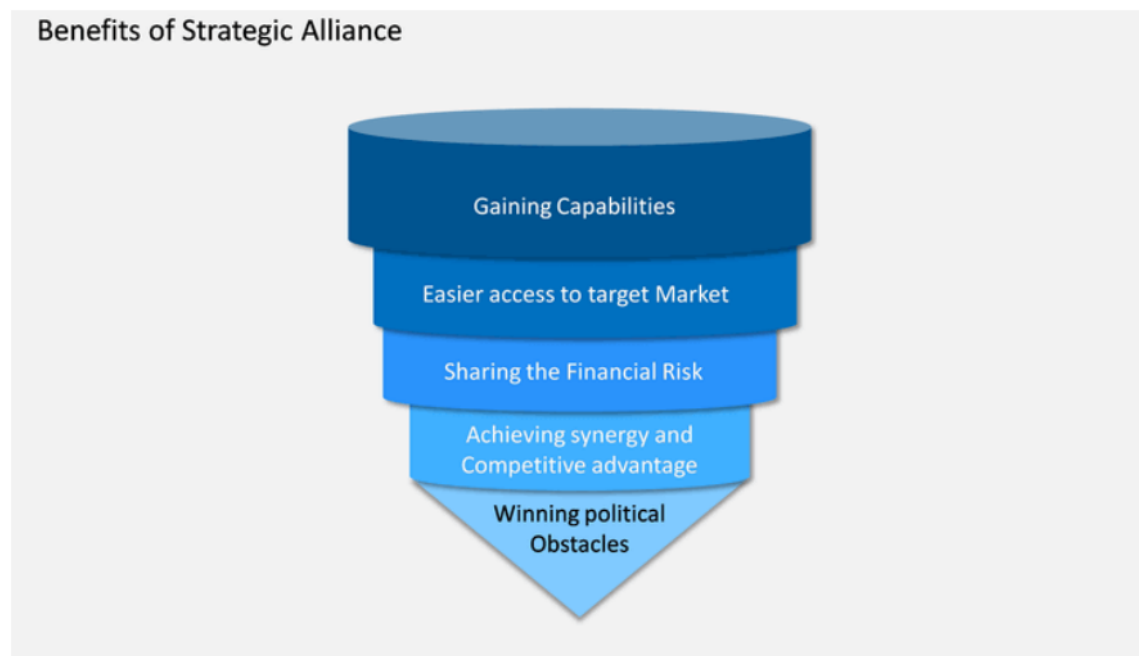 Benefits of Strategic Alliance
Gaining Capabilities
Easier access to target Market
Sharing the Financial Risk
Achieving synergy and
Competitive advantage
Winning political
Obstacles